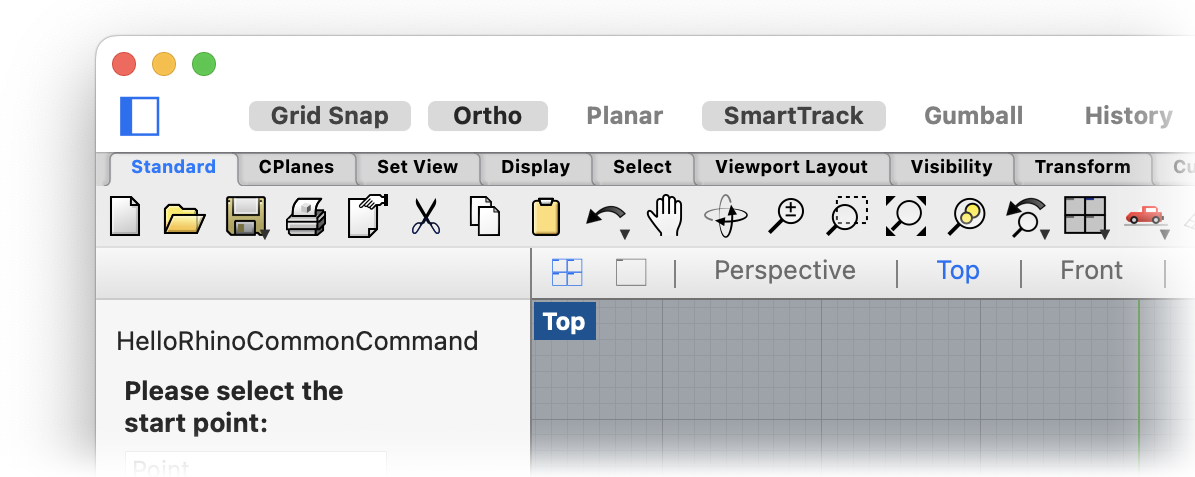 Grid Snap Ortho Planar SmartTrack Gumball History
Standard CPlanes Set View Display Select Viewport Layout Visibility Transform Cu
Perspective Top Front
Top
HelloRhinoCommonCommand
Please select the
start point:
Point